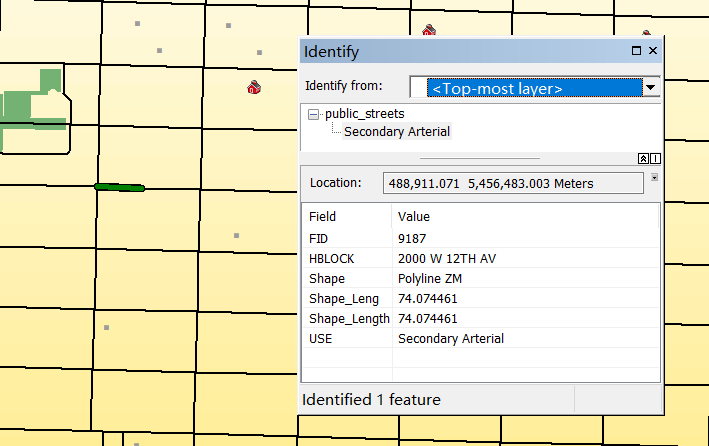 Identify
Identify from: <Top-most layer>
public_streets
Secondary Arterial
Location: 488,911.071 5,456,483.003 Meters
Field Value
FID 9187
HBLOCK 2000 W 12TH AV
Shape Polyline ZM
Shape_Leng 74.074461
Shape_Length 74.074461
USE Secondary Arterial
Identified 1 feature